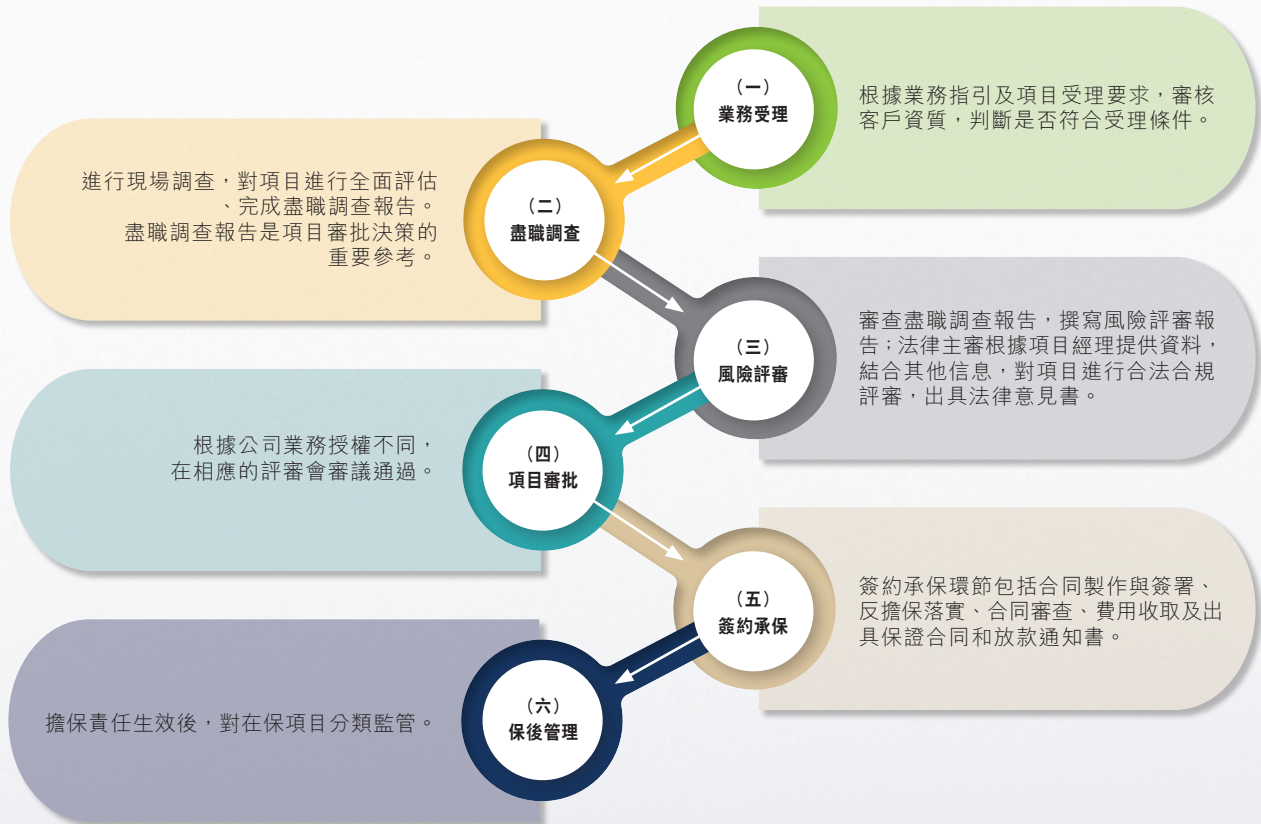 （一）
業務受理
根據業務指引及項目受理要求，審核
客戶資質，判斷是否符合受理條件。
（二）
盡職調查
進行現場調查，對項目進行全面評估
、完成盡職調查報告。
盡職調查報告是項目審批決策的
重要參考。
（三）
風險評審
審查盡職調查報告，撰寫風險評審報
告；法律主審根據項目經理提供資料，
結合其他信息，對項目進行合法合規
評審，出具法律意見書。
（四）
項目審批
根據公司業務授權不同，
在相應的評審會審議通過。
（五）
簽約承保
簽約承保環節包括合同製作與簽署、
反擔保落實、合同審查、費用收取及出
具保證合同和放款通知書。
（六）
保後管理
擔保責任生效後，對在保項目分類監管。